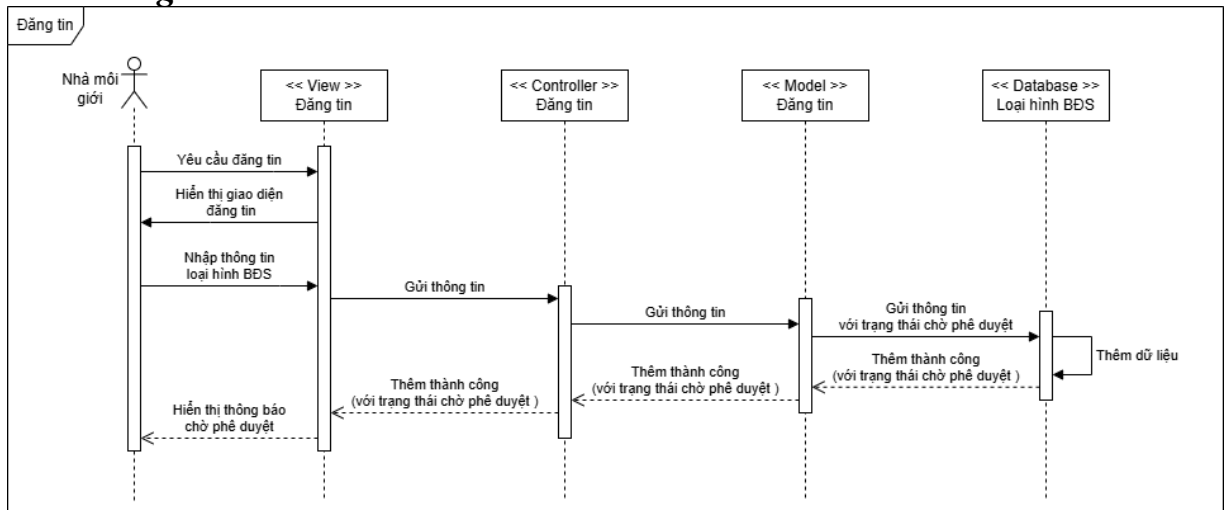 Đăng tin
Nhà môi
giới
<< View >>
Đăng tin
<< Controller >>
Đăng tin
<< Model >>
Đăng tin
<< Database >>
Loại hình BĐS
Yêu cầu đăng tin
Hiển thị giao diện
đăng tin
Nhập thông tin
loại hình BĐS
Gửi thông tin
Gửi thông tin
Gửi thông tin
với trạng thái chờ phê duyệt
Thêm dữ liệu
Thêm thành công
(với trạng thái chờ phê duyệt )
Thêm thành công
(với trạng thái chờ phê duyệt )
Thêm thành công
(với trạng thái chờ phê duyệt )
Hiển thị thông báo
chờ phê duyệt